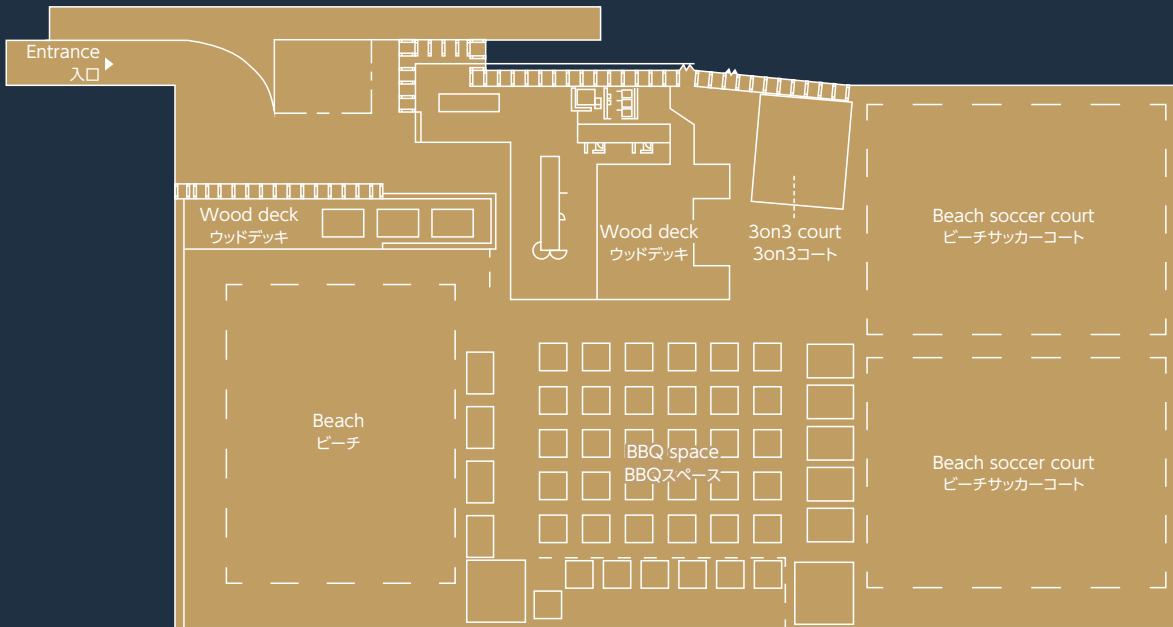 Entrance
入口
Wood deck
ウッドデッキ
Wood deck
ウッドデッキ
3on3 court
3on3コート
Beach soccer court
ビーチサッカーコート
Beach
ビーチ
BBQ space
BBQスペース
Beach soccer court
ビーチサッカーコート